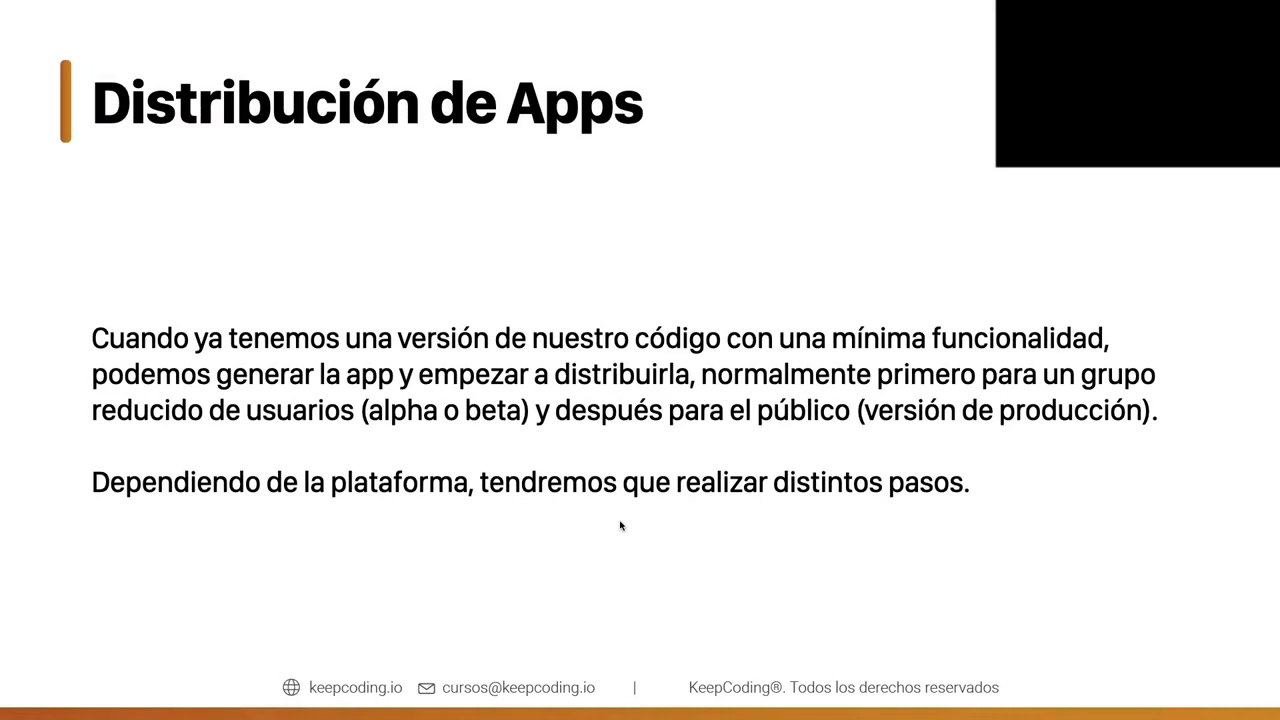 Distribución de Apps
Cuando ya tenemos una versión de nuestro código con una mínima funcionalidad,
podemos generar la app y empezar a distribuirla, normalmente primero para un grupo
reducido de usuarios (alpha o beta) y después para el público (versión de producción).
Dependiendo de la plataforma, tendremos que realizar distintos pasos.
keepcoding.io cursos@keepcoding.io | KeepCoding®. Todos los derechos reservados